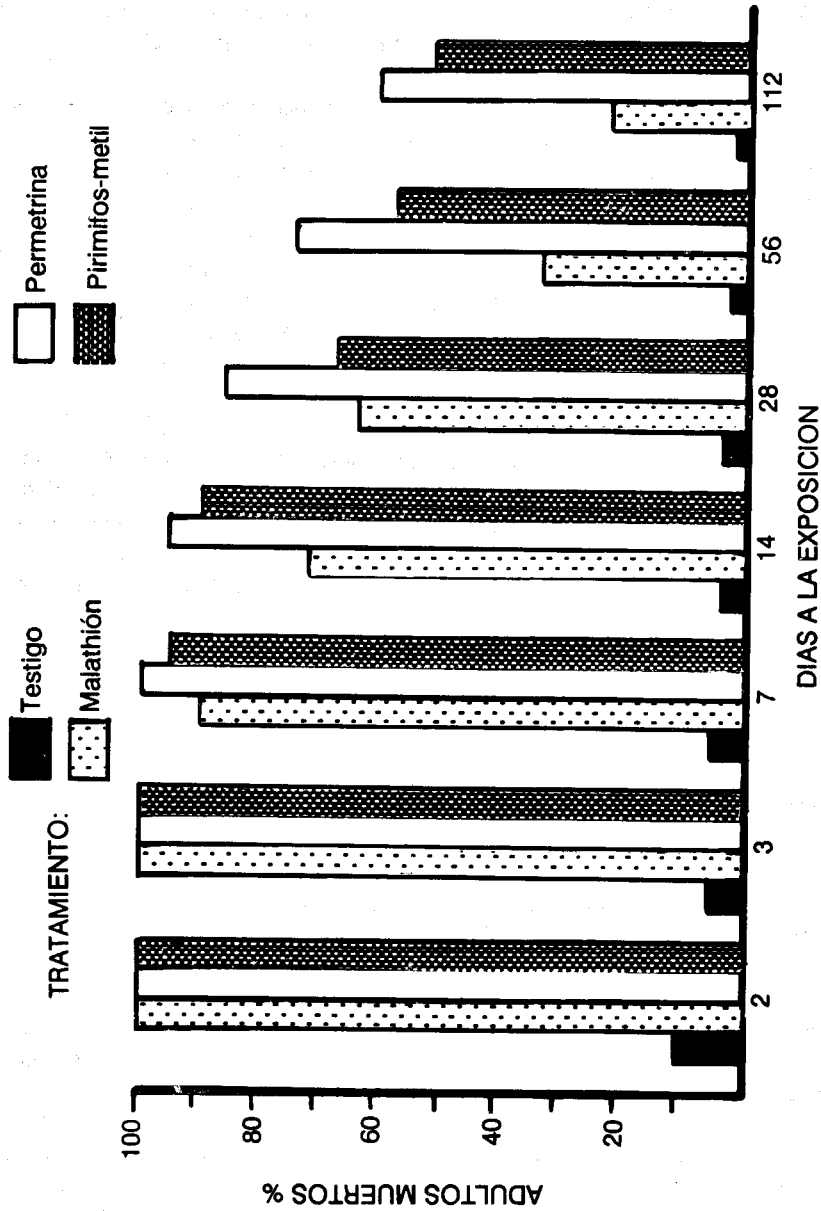 TRATAMIENTO:
Testigo
Permetrina
Malathión
Pirimifos-metil
ADULTOS MUERTOS %
100
80
60
40
20
2
3
7
14
28
56
112
DIAS A LA EXPOSICION